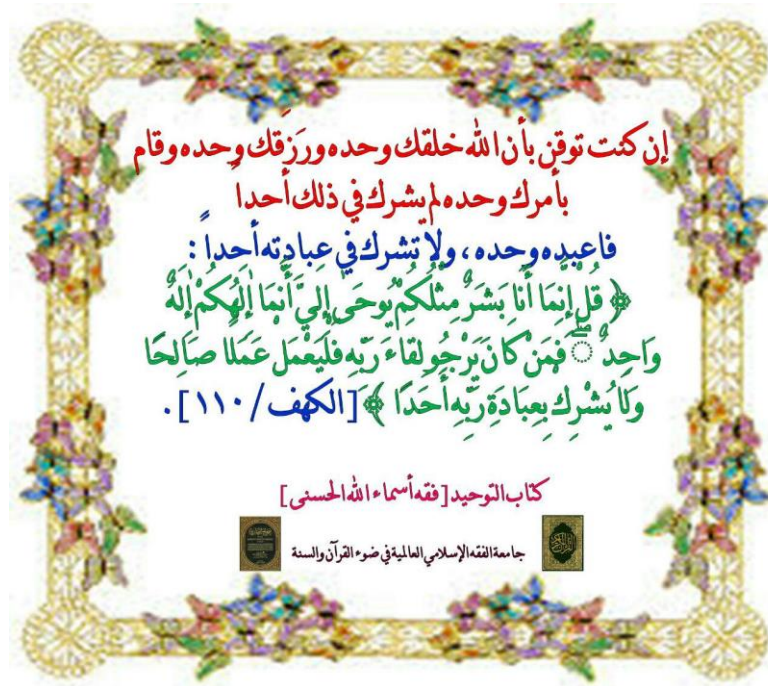 إن كنت توقن بأن الله خلقك وحده ورَزقك وحده وقام
بأمرك وحده لم يشرك في ذلك أحداً
فاعبده وحده، ولا تشرك في عبادته أحداً :
﴿ قُلْ إِنَّمَا أَنَا بَشَرٌ مِثْلُكُمْ يُوحَىٰ إِلَيَّ أَنَّمَا إِلَٰهُكُمْ إِلَٰهٌ
وَاحِدٌ ۖ فَمَنْ كَانَ يَرْجُو لِقَاءَ رَبِّهِ فَلْيَعْمَلْ عَمَلًا صَالِحًا
وَلَا يُشْرِكْ بِعِبَادَةِ رَبِّهِ أَحَدًا ﴾ [الكهف/١١٠].
كتاب التوحيد [فقه أسماء الله الحسنى]
جامعة الفقه الإسلامي العالمية في ضوء القرآن والسنة